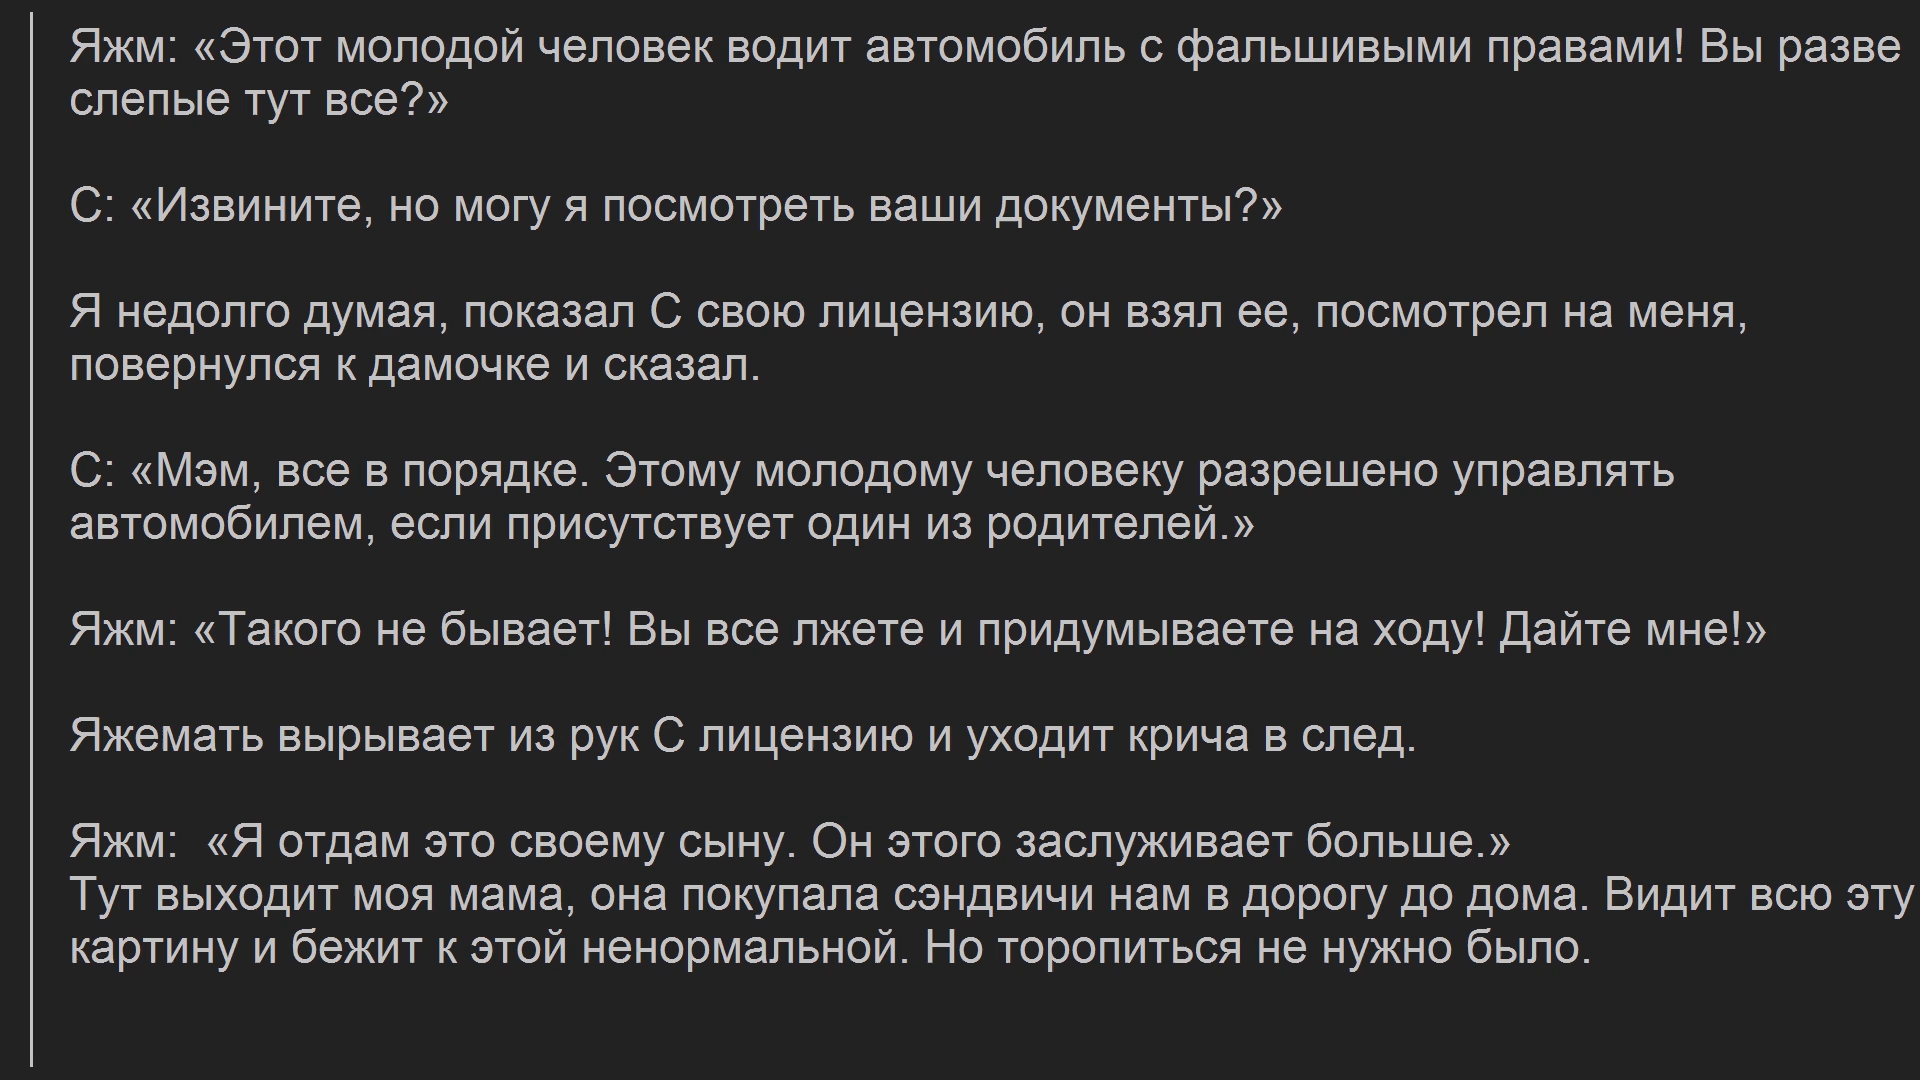 Яжм: «Этот молодой человек водит автомобиль с фальшивыми правами! Вы разве
слепые тут все?»
С: «Извините, но могу я посмотреть ваши документы?»
Я недолго думая, показал С свою лицензию, он взял ее, посмотрел на меня,
повернулся к дамочке и сказал.
С: «Мэм, все в порядке. Этому молодому человеку разрешено управлять
автомобилем, если присутствует один из родителей.»
Яжм: «Такого не бывает! Вы все лжете и придумываете на ходу! Дайте мне!»
Яжемать вырывает из рук С лицензию и уходит крича в след.
Яжм:  «Я отдам это своему сыну. Он этого заслуживает больше.»
Тут выходит моя мама, она покупала сэндвичи нам в дорогу до дома. Видит всю эту
картину и бежит к этой ненормальной. Но торопиться не нужно было.